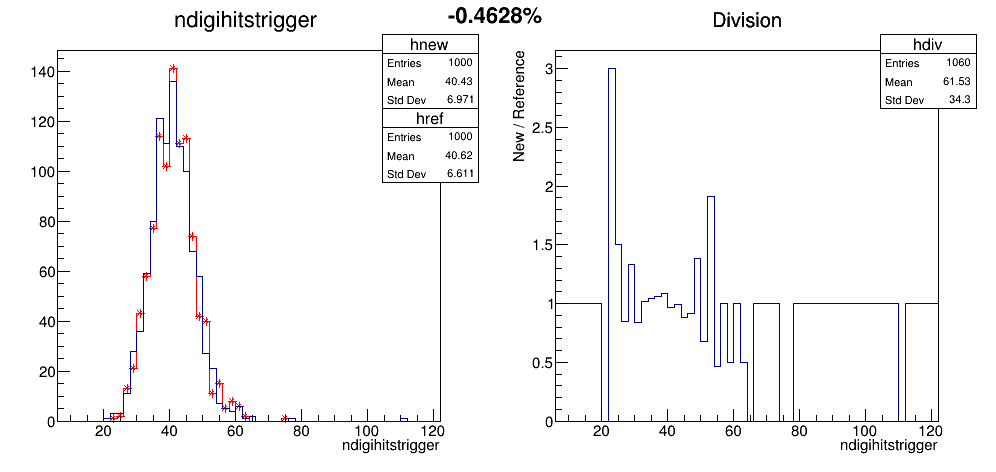 -0.4628%
ndigihitstrigger
hnew
Entries 1000
Mean 40.43
Std Dev 6.971
href
Entries 1000
Mean 40.62
Std Dev 6.611
140
120
100
80
60
40
20
0
20 40 60 80 100 120
ndigihitstrigger
Division
hdiv
Entries 1060
Mean 61.53
Std Dev 34.3
New / Reference
3
2.5
2
1.5
1
0.5
0
20 40 60 80 100 120
ndigihitstrigger